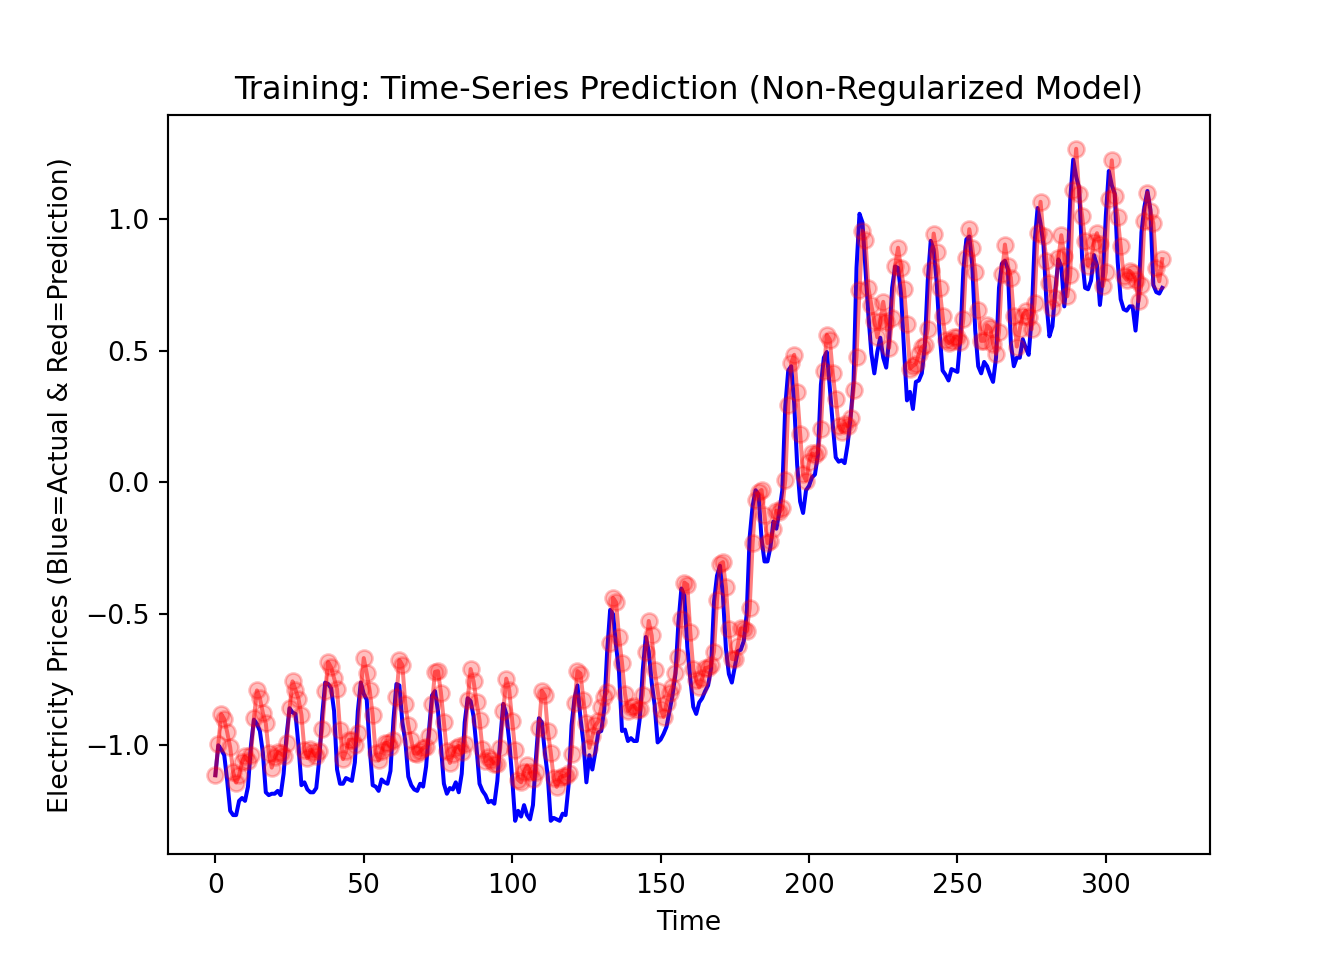 Training: Time-Series Prediction (Non-Regularized Model)
Electricity Prices (Blue=Actual & Red=Prediction)
1.0
0.5
0.0
−0.5
−1.0
0 50 100 150 200 250 300
Time